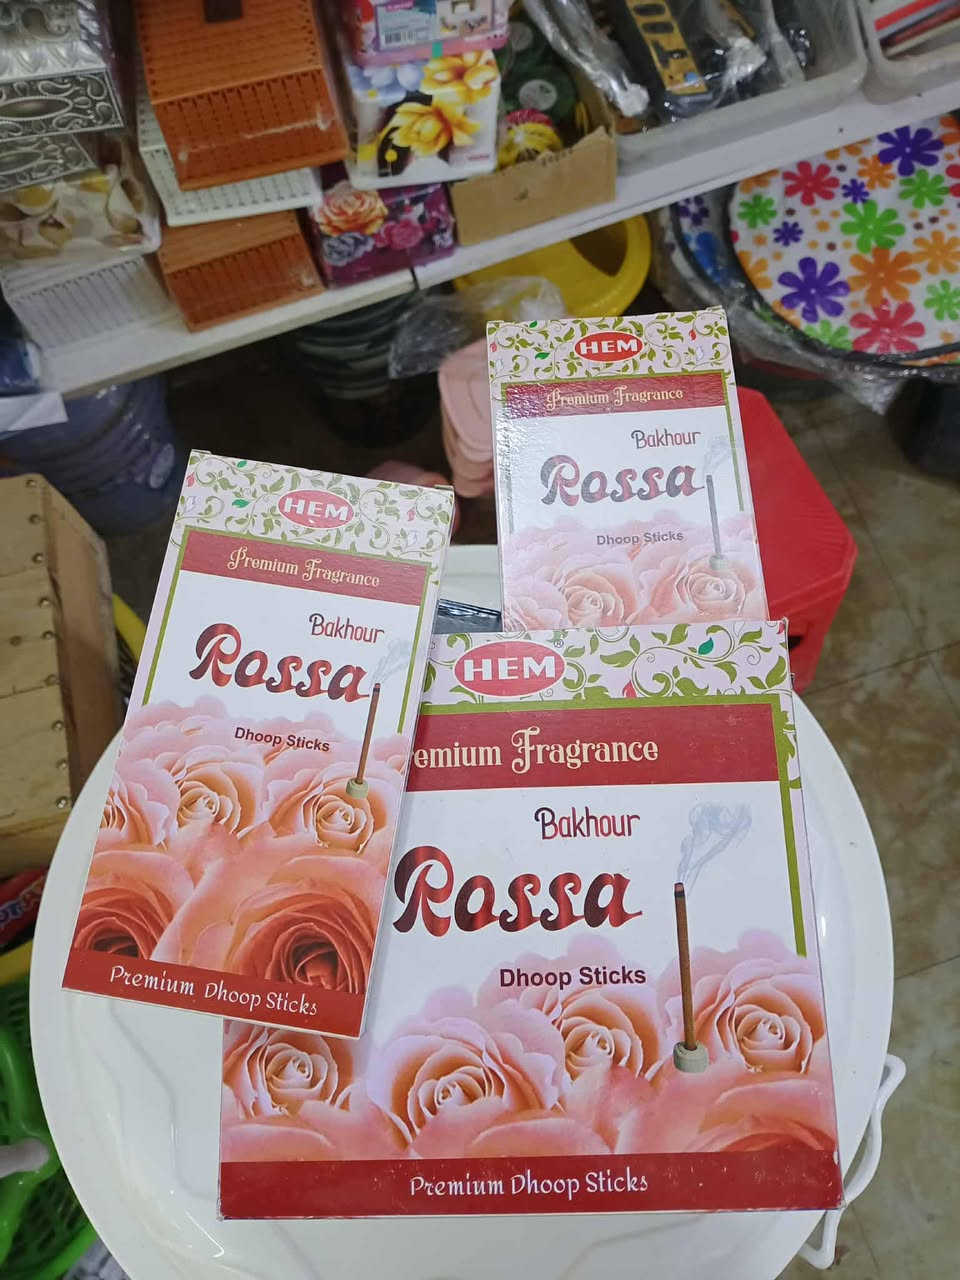 HEM
Premium Fragrance
Bakhour
Rossa
Dhoop Sticks
HEM
Premium Fragrance
Bakhour
Rossa
Dhoop Sticks
Premium Dhoop Sticks
HEM®
emium Fragrance
Bakhour
Rossa
Dhoop Sticks
Premium Dhoop Sticks